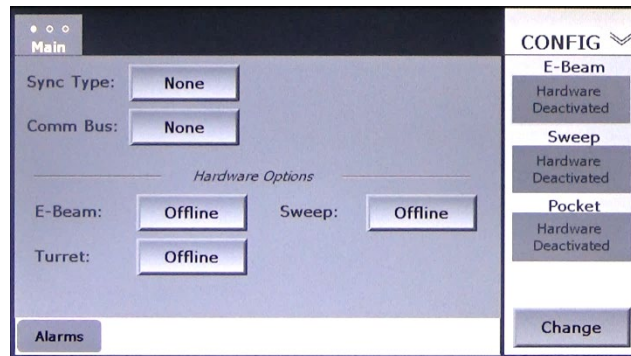 Main
CONFIG
Sync Type: None
Comm Bus: None
Hardware Options
E-Beam: Offline Sweep: Offline
Turret: Offline
Alarms
E-Beam
Hardware
Deactivated
Sweep
Hardware
Deactivated
Pocket
Hardware
Deactivated
Change